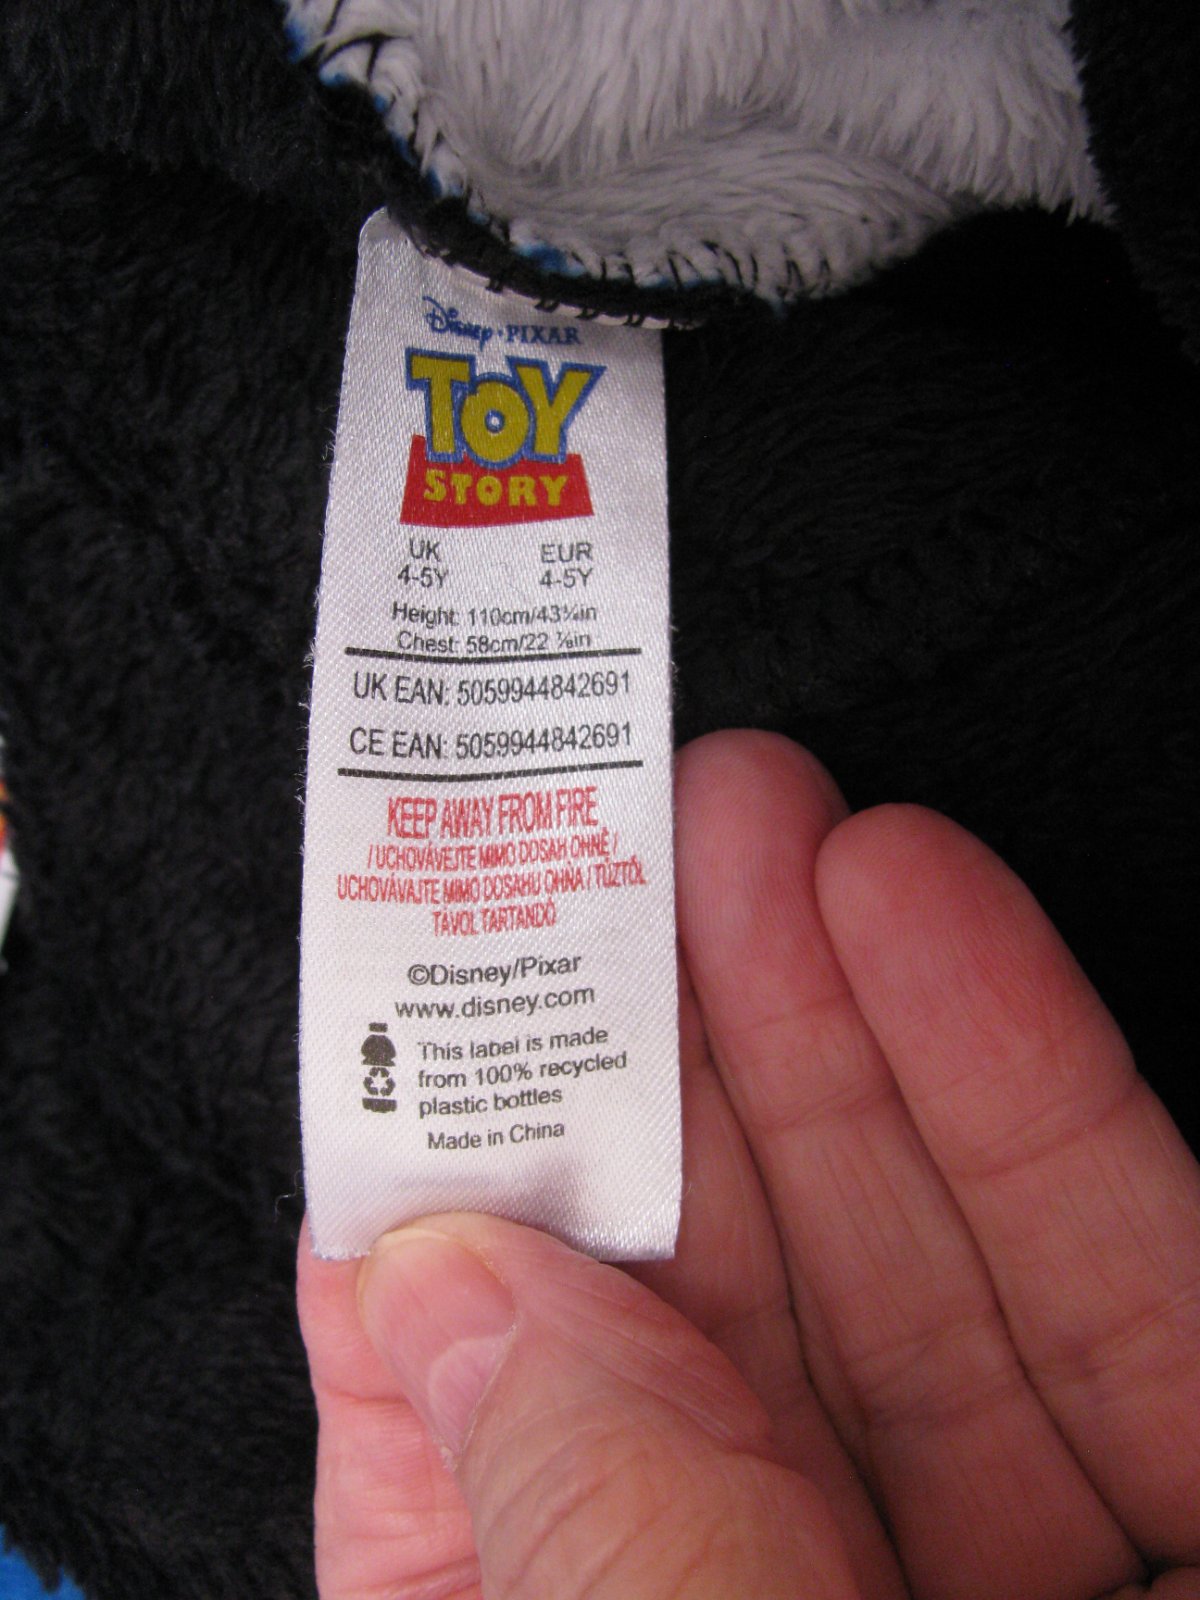 Disney • PIXAR
TOY
STORY
UK EUR
4-5Y 4-5Y
Height: 110cm/43¼in
Chest: 58cm/22 ⅞in
UK EAN: 5059944842691
CE EAN: 5059944842691
KEEP AWAY FROM FIRE
/ UCHOVÁVEJTE MIMO DOSAH OHNĚ /
UCHOVÁVAJTE MIMO DOSAHU OHŇA / TŰZTŐL
TÁVOL TARTANDÓ
©Disney/Pixar
www.disney.com
This label is made
from 100% recycled
plastic bottles
Made in China